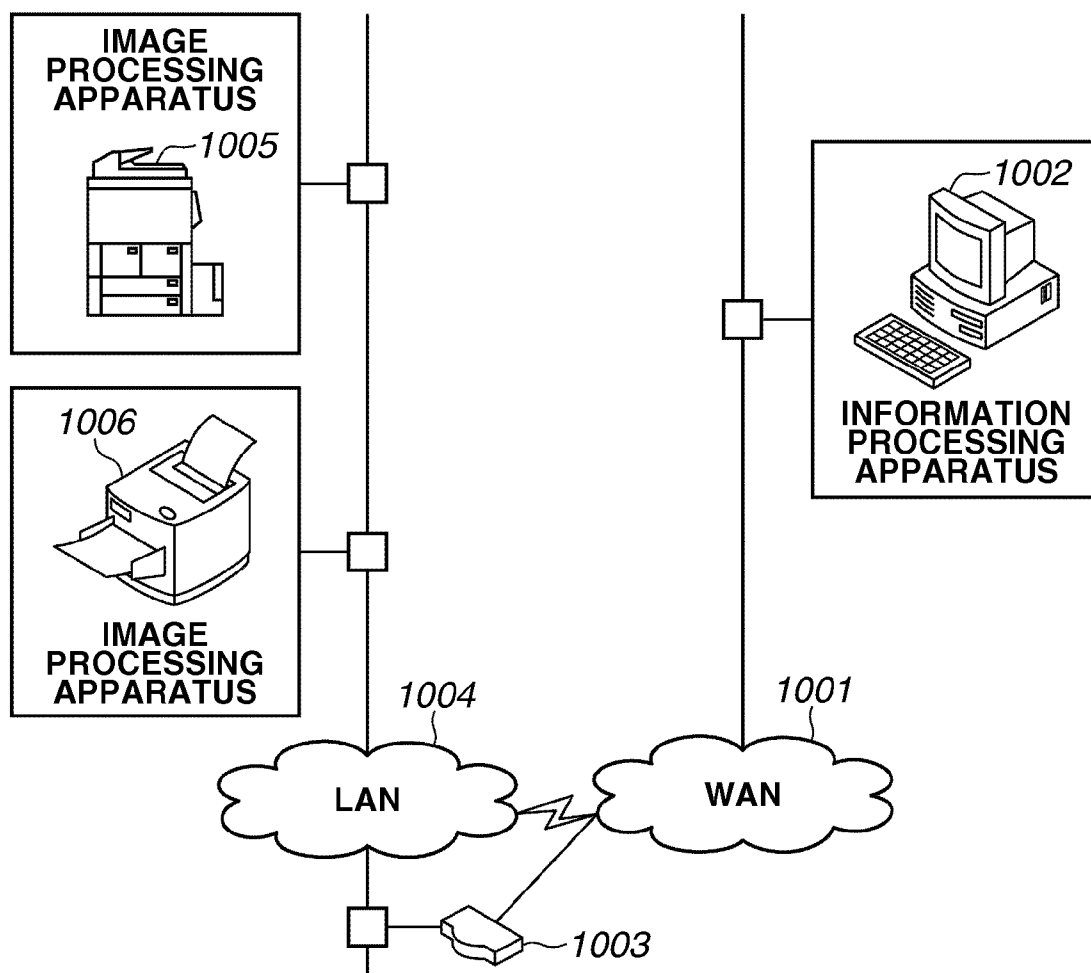 IMAGE
PROCESSING
APPARATUS
1005
1002
INFORMATION
PROCESSING
APPARATUS
1006
IMAGE
PROCESSING
APPARATUS
1004
1001
LAN
WAN
1003